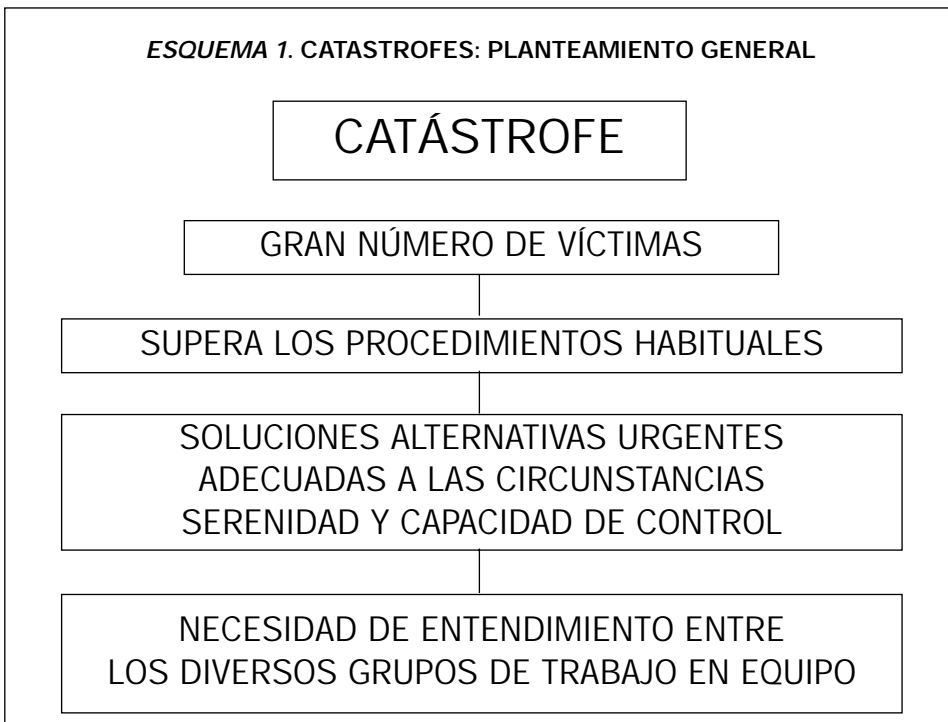 ESQUEMA 1. CATASTROFES: PLANTEAMIENTO GENERAL
CATÁSTROFE
GRAN NÚMERO DE VÍCTIMAS
SUPERA LOS PROCEDIMIENTOS HABITUALES
SOLUCIONES ALTERNATIVAS URGENTES
ADECUADAS A LAS CIRCUNSTANCIAS
SERENIDAD Y CAPACIDAD DE CONTROL
NECESIDAD DE ENTENDIMIENTO ENTRE
LOS DIVERSOS GRUPOS DE TRABAJO EN EQUIPO